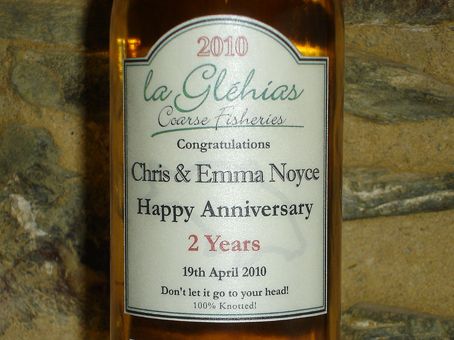 2010
la Gléhias
Coarse Fisheries
Congratulations
Chris & Emma Noyce
Happy Anniversary
2 Years
19th April 2010
Don't let it go to your head!
100% Knotted!